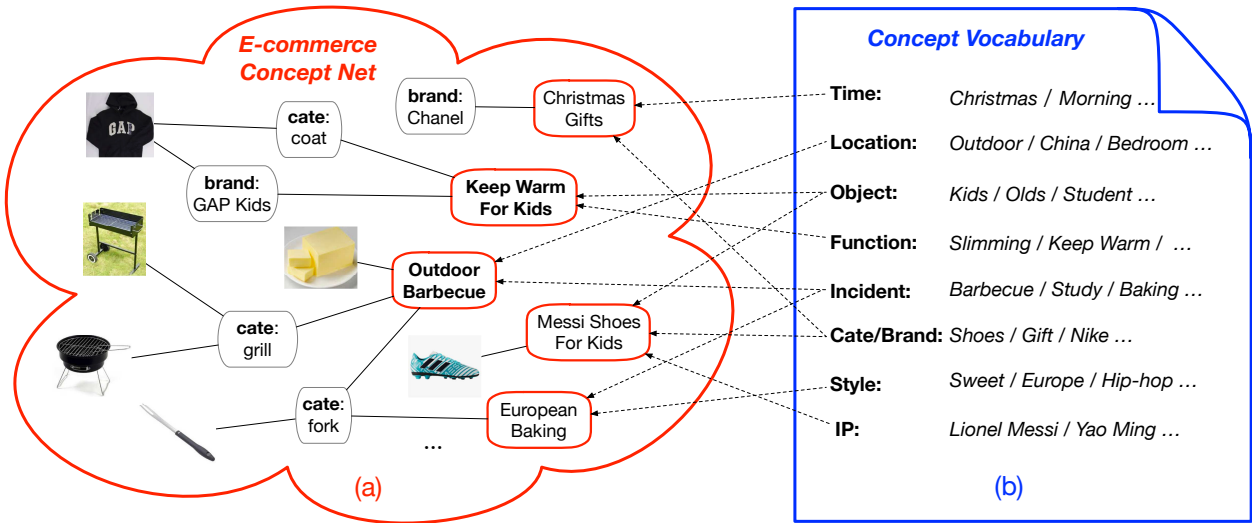 E-commerce
Concept Net
GAP
cate:
coat
brand:
Chanel
Christmas
Gifts
brand:
GAP Kids
Keep Warm
For Kids
Outdoor
Barbecue
cate:
grill
Messi Shoes
For Kids
cate:
fork
European
Baking
...
(a)
Concept Vocabulary
Time: Christmas / Morning ...
Location: Outdoor / China / Bedroom ...
Object: Kids / Olds / Student ...
Function: Slimming / Keep Warm / ...
Incident: Barbecue / Study / Baking ...
Cate/Brand: Shoes / Gift / Nike ...
Style: Sweet / Europe / Hip-hop ...
IP: Lionel Messi / Yao Ming ...
(b)